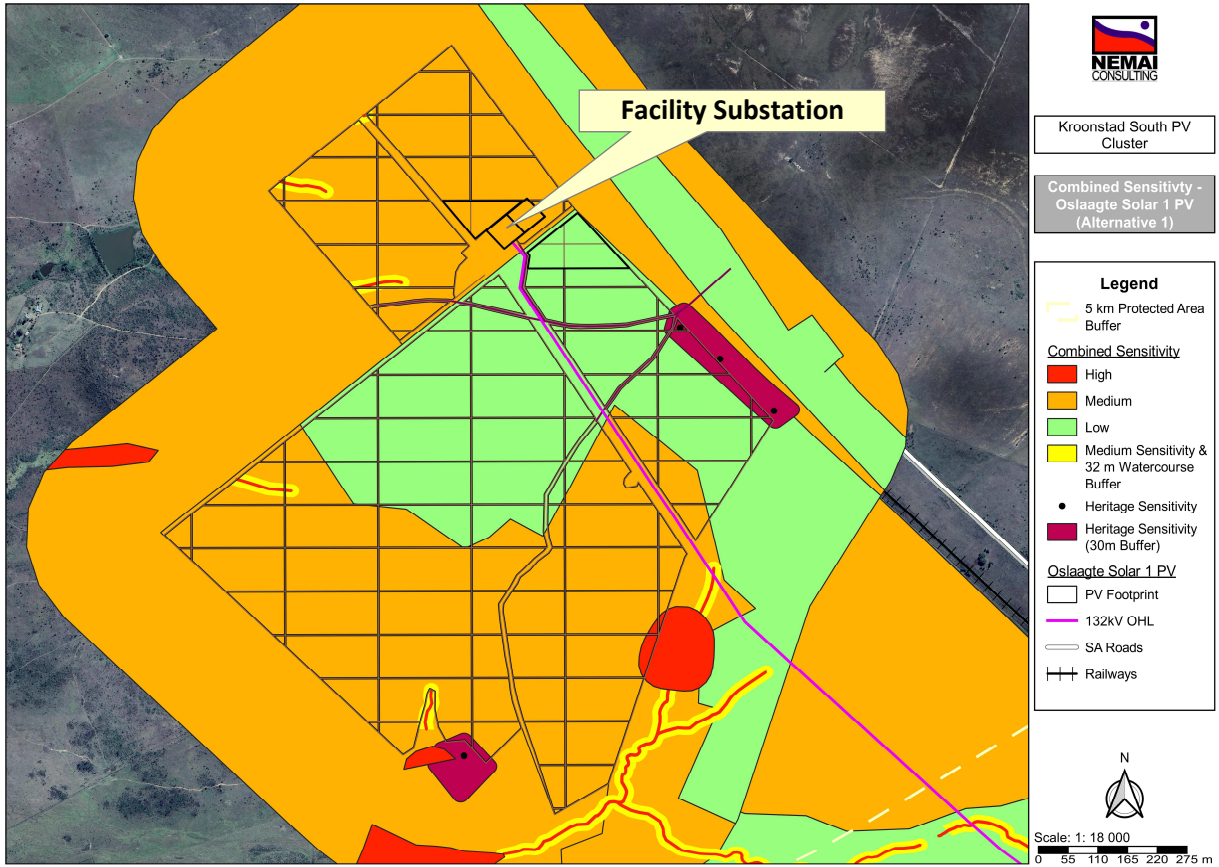 Facility Substation
NEMAI
CONSULTING
Kroonstad South PV
Cluster
Combined Sensitivty -
Oslaagte Solar 1 PV
(Alternative 1)
Legend
5 km Protected Area
Buffer
Combined Sensitivity
High
Medium
Low
Medium Sensitivity &
32 m Watercourse
Buffer
Heritage Sensitivity
Heritage Sensitivity
(30m Buffer)
Oslaagte Solar 1 PV
PV Footprint
132kV OHL
SA Roads
Railways
N
Scale: 1: 18 000
0 55 110 165 220 275 m